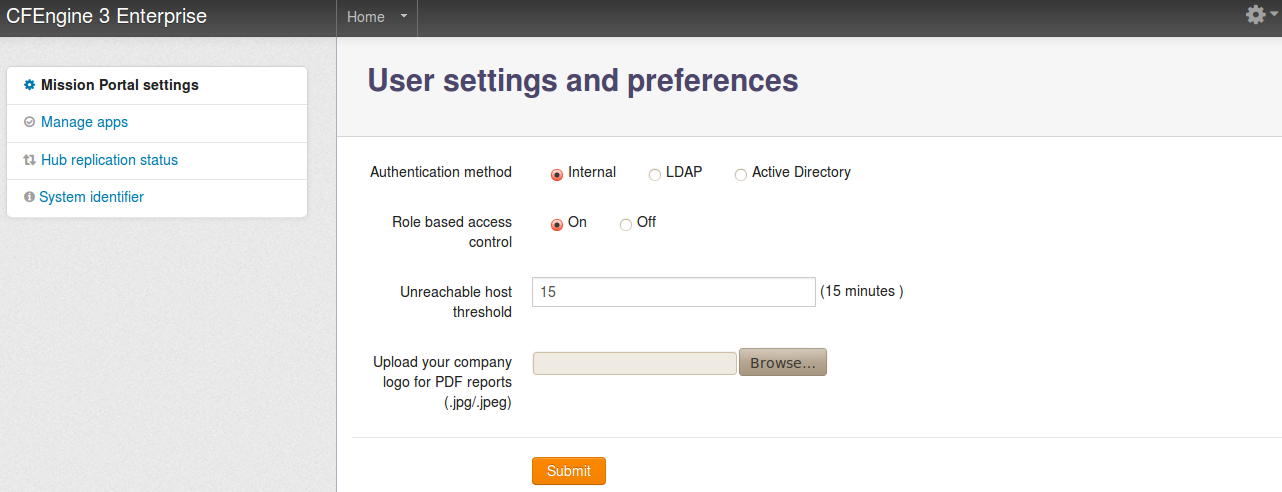 CFEngine 3 Enterprise
Home
Mission Portal settings
Manage apps
Hub replication status
System identifier
User settings and preferences
Authentication method
Internal
LDAP
Active Directory
Role based access
control
On
Off
Unreachable host
threshold
15
(15 minutes )
Upload your company
logo for PDF reports
(.jpg/.jpeg)
Browse...
Submit